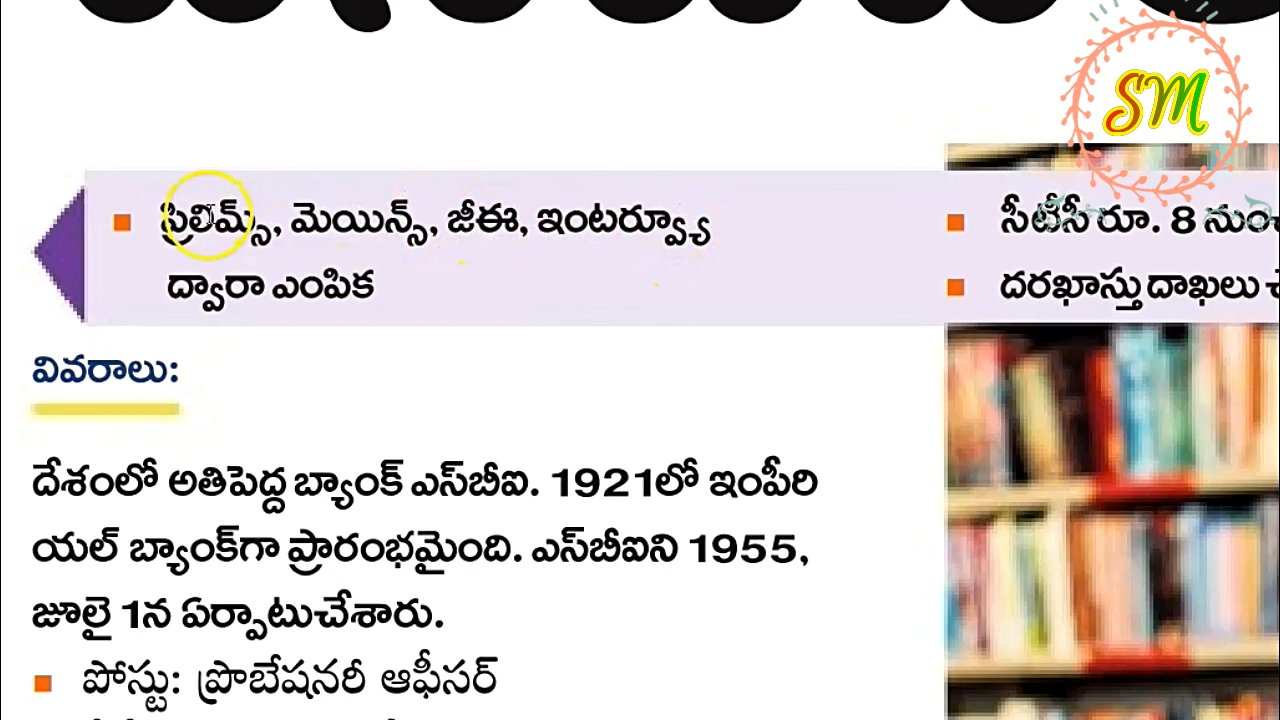 SM
ప్రిలిమ్స్, మెయిన్స్, జీఈ, ఇంటర్వ్యూ
ద్వారా ఎంపిక
సీటీసీ రూ. 8
దరఖాస్తు దాఖలు
వివరాలు:
దేశంలో అతిపెద్ద బ్యాంక్ ఎస్‌బీఐ. 1921లో ఇంపీరి
యల్ బ్యాంక్‌గా ప్రారంభమైంది. ఎస్‌బీఐని 1955,
జూలై 1న ఏర్పాటుచేశారు.
పోస్టు: ప్రొబేషనరీ ఆఫీసర్